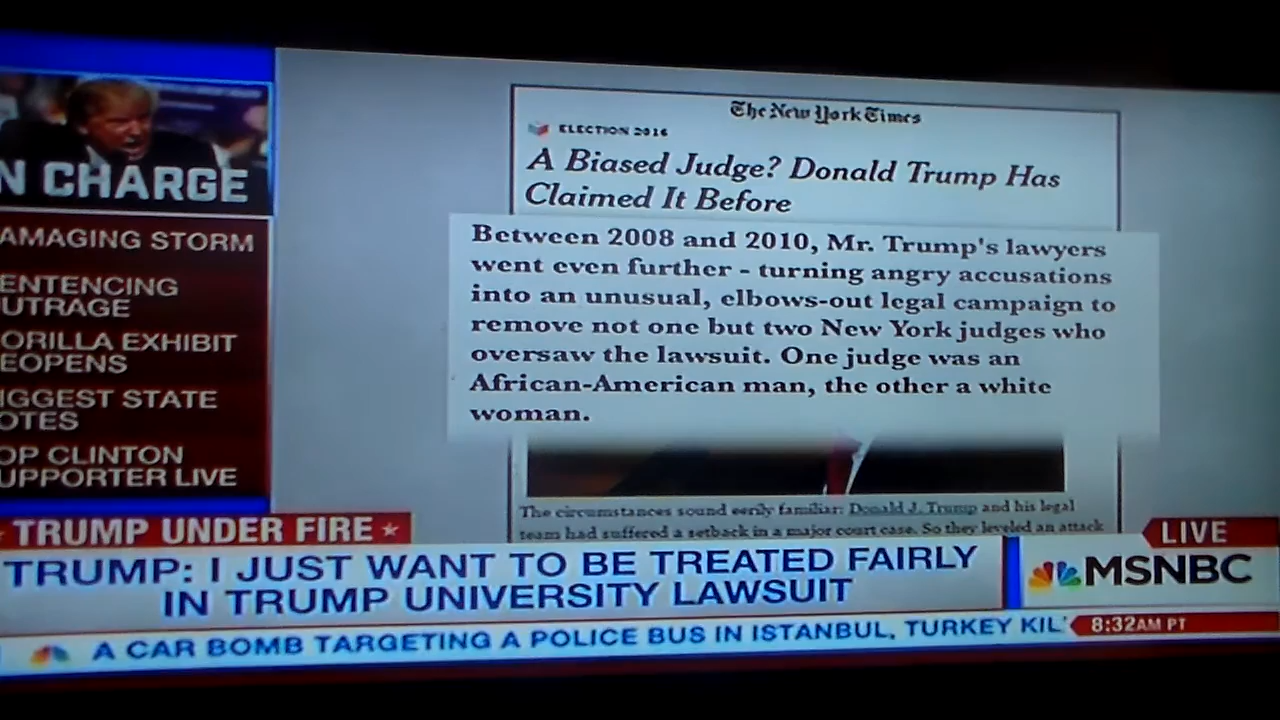 N CHARGE
AMAGING STORM
ENTENCING
UTRAGE
ORILLA EXHIBIT
EOPENS
IGGEST STATE
OTES
OP CLINTON
UPPORTER LIVE
The New York Times
ELECTION 2016
A Biased Judge? Donald Trump Has
Claimed It Before
Between 2008 and 2010, Mr. Trump's lawyers
went even further - turning angry accusations
into an unusual, elbows-out legal campaign to
remove not one but two New York judges who
oversaw the lawsuit. One judge was an
African-American man, the other a white
woman.
The circumstances sound eerily familiar: Donald J. Trump and his legal
team had suffered a setback in a major court case. So they leveled an attack
TRUMP UNDER FIRE
LIVE
TRUMP: I JUST WANT TO BE TREATED FAIRLY
IN TRUMP UNIVERSITY LAWSUIT
MSNBC
A CAR BOMB TARGETING A POLICE BUS IN ISTANBUL, TURKEY KIL
8:32AM PT